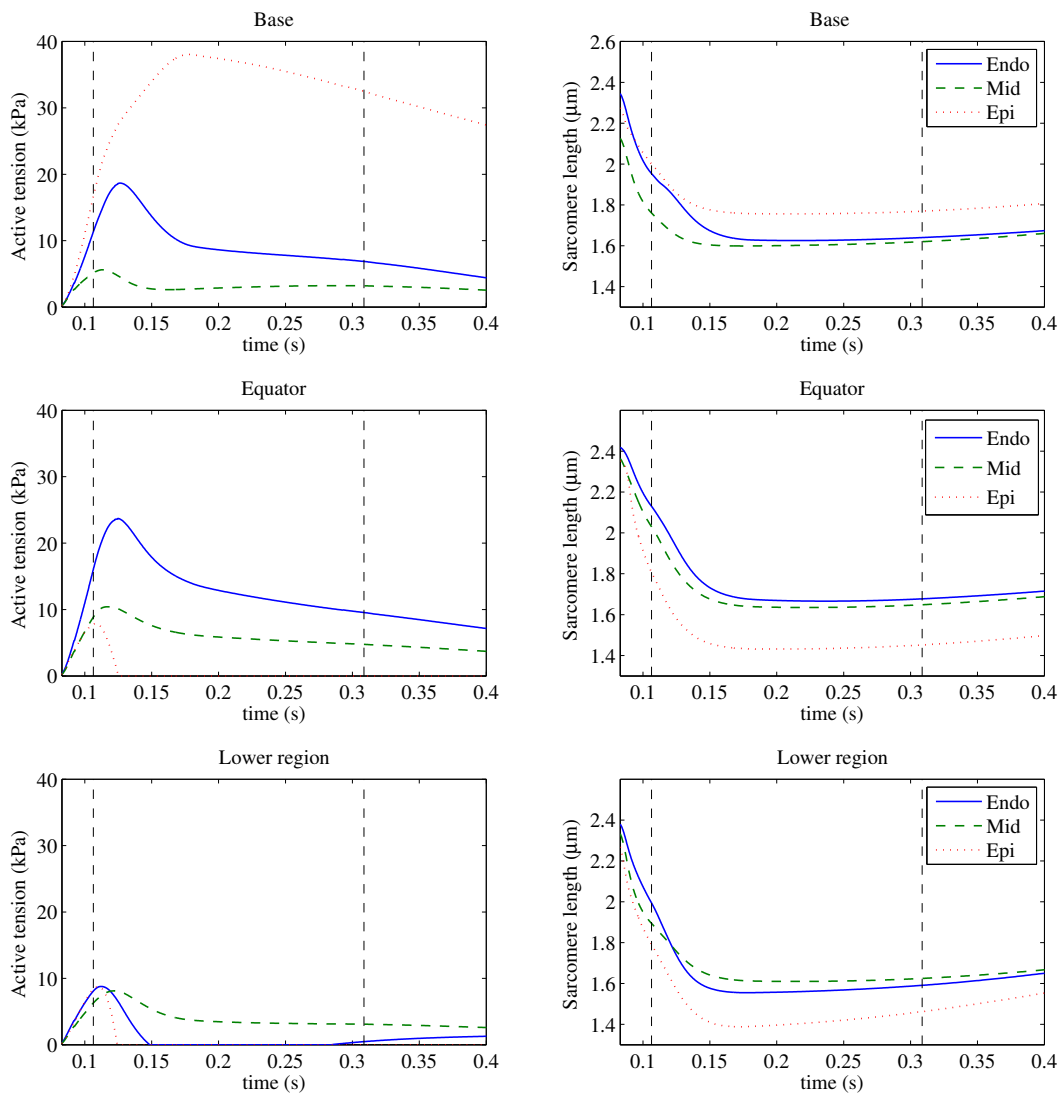 Base
Active tension (kPa)
40
30
20
10
0
0.1 0.15 0.2 0.25 0.3 0.35 0.4
time (s)
Base
Sarcomere length (μm)
2.6
2.4
2.2
2
1.8
1.6
1.4
0.1 0.15 0.2 0.25 0.3 0.35 0.4
time (s)
Endo
Mid
Epi
Equator
Active tension (kPa)
40
30
20
10
0
0.1 0.15 0.2 0.25 0.3 0.35 0.4
time (s)
Equator
Sarcomere length (μm)
2.4
2.2
2
1.8
1.6
1.4
0.1 0.15 0.2 0.25 0.3 0.35 0.4
time (s)
Endo
Mid
Epi
Lower region
Active tension (kPa)
40
30
20
10
0
0.1 0.15 0.2 0.25 0.3 0.35 0.4
time (s)
Lower region
Sarcomere length (μm)
2.4
2.2
2
1.8
1.6
1.4
0.1 0.15 0.2 0.25 0.3 0.35 0.4
time (s)
Endo
Mid
Epi